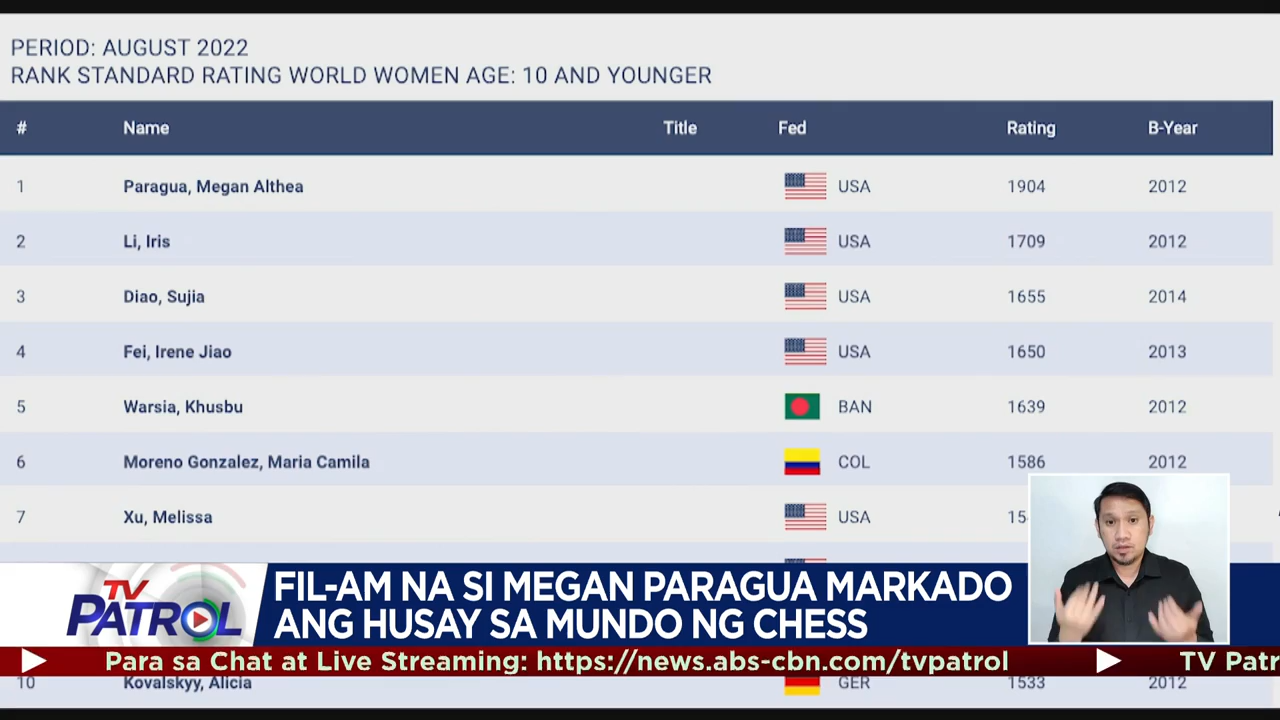 PERIOD: AUGUST 2022
RANK STANDARD RATING WORLD WOMEN AGE: 10 AND YOUNGER
# Name Title Fed Rating B-Year
1 Paragua, Megan Althea USA 1904 2012
2 Li, Iris USA 1709 2012
3 Diao, Sujia USA 1655 2014
4 Fei, Irene Jiao USA 1650 2013
5 Warsia, Khusbu BAN 1639 2012
6 Moreno Gonzalez, Maria Camila COL 1586 2012
7 Xu, Melissa USA
TV PATROL
FIL-AM NA SI MEGAN PARAGUA MARKADO
ANG HUSAY SA MUNDO NG CHESS
Para sa Chat at Live Streaming: https://news.abs-cbn.com/tvpatrol TV
10 Kovalskyy, Alicia GER 1533 2012